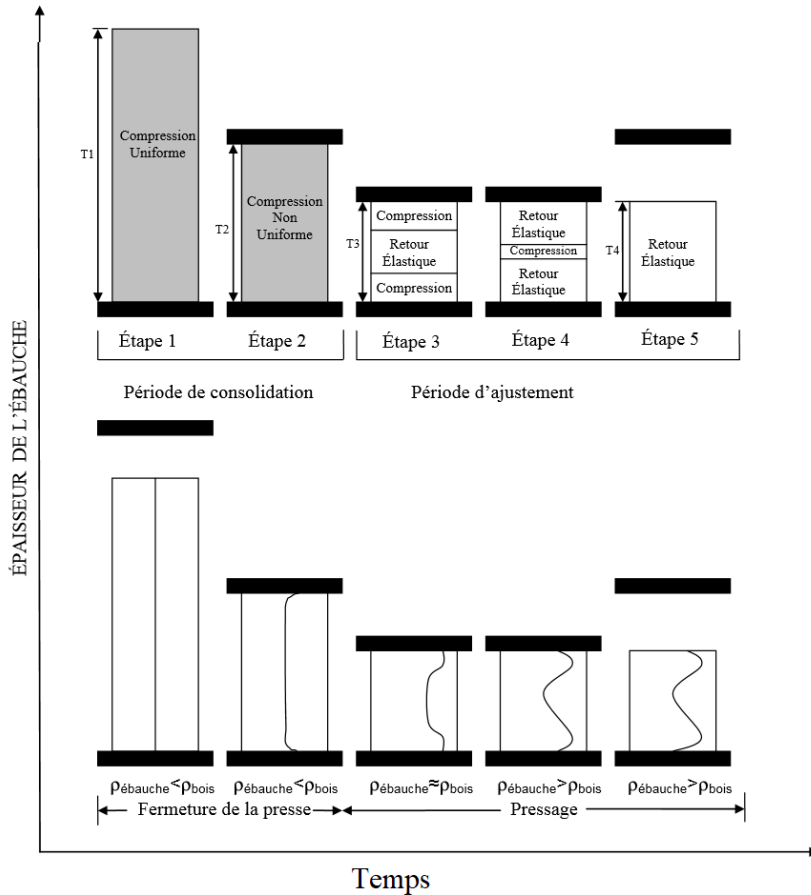 ÉPAISSEUR DE L'ÉBAUCHE
T1
Compression
Uniforme
T2
Compression
Non
Uniforme
T3
Compression
Retour
Élastique
Compression
Retour
Élastique
Compression
Retour
Élastique
T4
Retour
Élastique
Étape 1
Étape 2
Étape 3
Étape 4
Étape 5
Période de consolidation
Période d'ajustement
ρébauche<ρbois
ρébauche<ρbois
ρébauche≈ρbois
ρébauche>ρbois
ρébauche>ρbois
Fermeture de la presse
Pressage
Temps